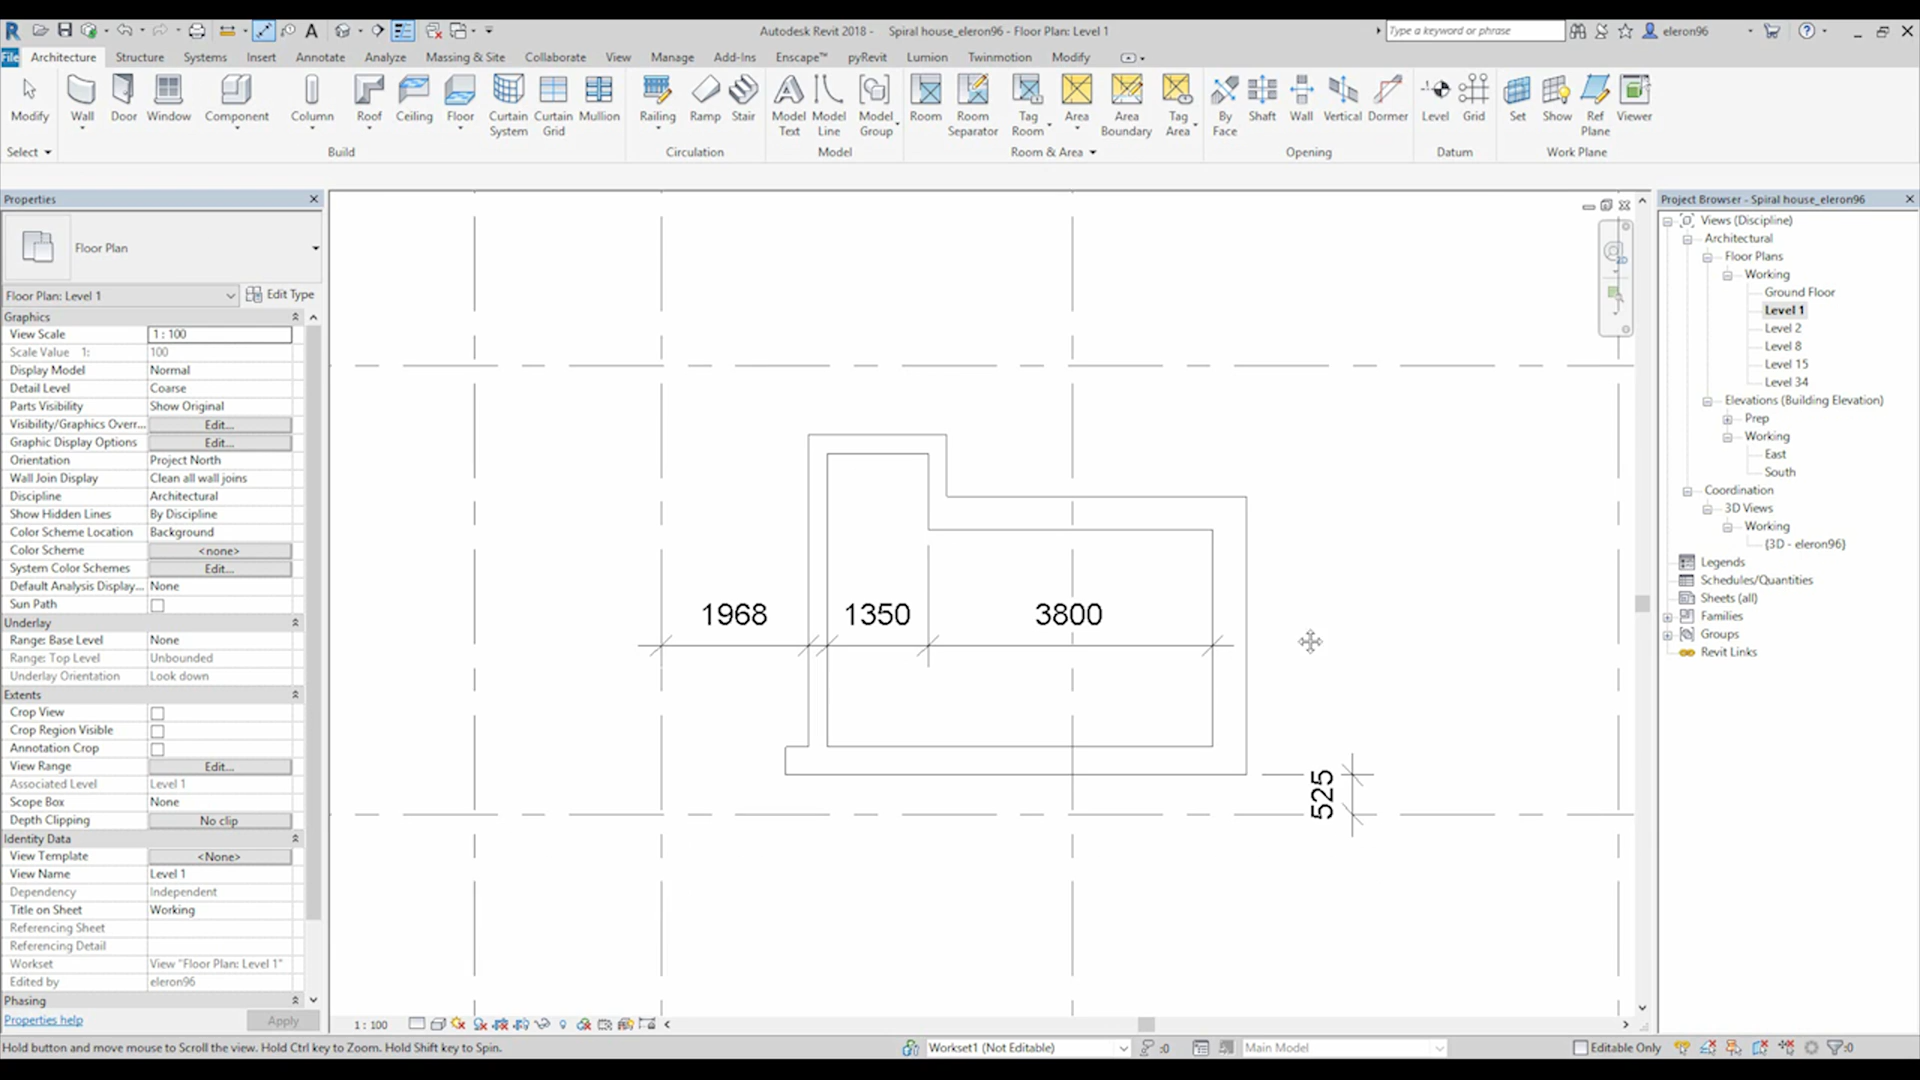 Autodesk Revit 2018 - Spiral house_eleron96 - Floor Plan: Level 1
Type a keyword or phrase
eleron96
File Architecture Structure Systems Insert Annotate Analyze Massing & Site Collaborate View Manage Add-Ins Enscape™ pyRevit Lumion Twinmotion Modify
Modify Wall Door Window Component Column Roof Ceiling Floor Curtain System Curtain Grid Mullion Railing Ramp Stair Model Text Model Line Model Group Room Room Separator Tag Room Area Area Boundary Tag Area By Face Shaft Wall Vertical Dormer Level Grid Set Show Ref Plane Viewer
Select Build Circulation Model Room & Area Opening Datum Work Plane
Properties
Floor Plan
Floor Plan: Level 1 Edit Type
Graphics
View Scale 1 : 100
Scale Value 1: 100
Display Model Normal
Detail Level Coarse
Parts Visibility Show Original
Visibility/Graphics Overr... Edit...
Graphic Display Options Edit...
Orientation Project North
Wall Join Display Clean all wall joins
Discipline Architectural
Show Hidden Lines By Discipline
Color Scheme Location Background
Color Scheme <none>
System Color Schemes Edit...
Default Analysis Display... None
Sun Path
Underlay
Range: Base Level None
Range: Top Level Unbounded
Underlay Orientation Look down
Extents
Crop View
Crop Region Visible
Annotation Crop
View Range Edit...
Associated Level Level 1
Scope Box None
Depth Clipping No clip
Identity Data
View Template <None>
View Name Level 1
Dependency Independent
Title on Sheet Working
Referencing Sheet
Referencing Detail
Workset View "Floor Plan: Level 1"
Edited by eleron96
Phasing
Properties help Apply
1968 1350 3800
525
2D
1 : 100
Project Browser - Spiral house_eleron96
Views (Discipline)
Architectural
Floor Plans
Working
Ground Floor
Level 1
Level 2
Level 8
Level 15
Level 34
Elevations (Building Elevation)
Prep
Working
East
South
Coordination
3D Views
Working
{3D - eleron96}
Legends
Schedules/Quantities
Sheets (all)
Families
Groups
Revit Links
Hold button and move mouse to Scroll the view. Hold Ctrl key to Zoom. Hold Shift key to Spin.
Workset1 (Not Editable) :0 Main Model Editable Only :0